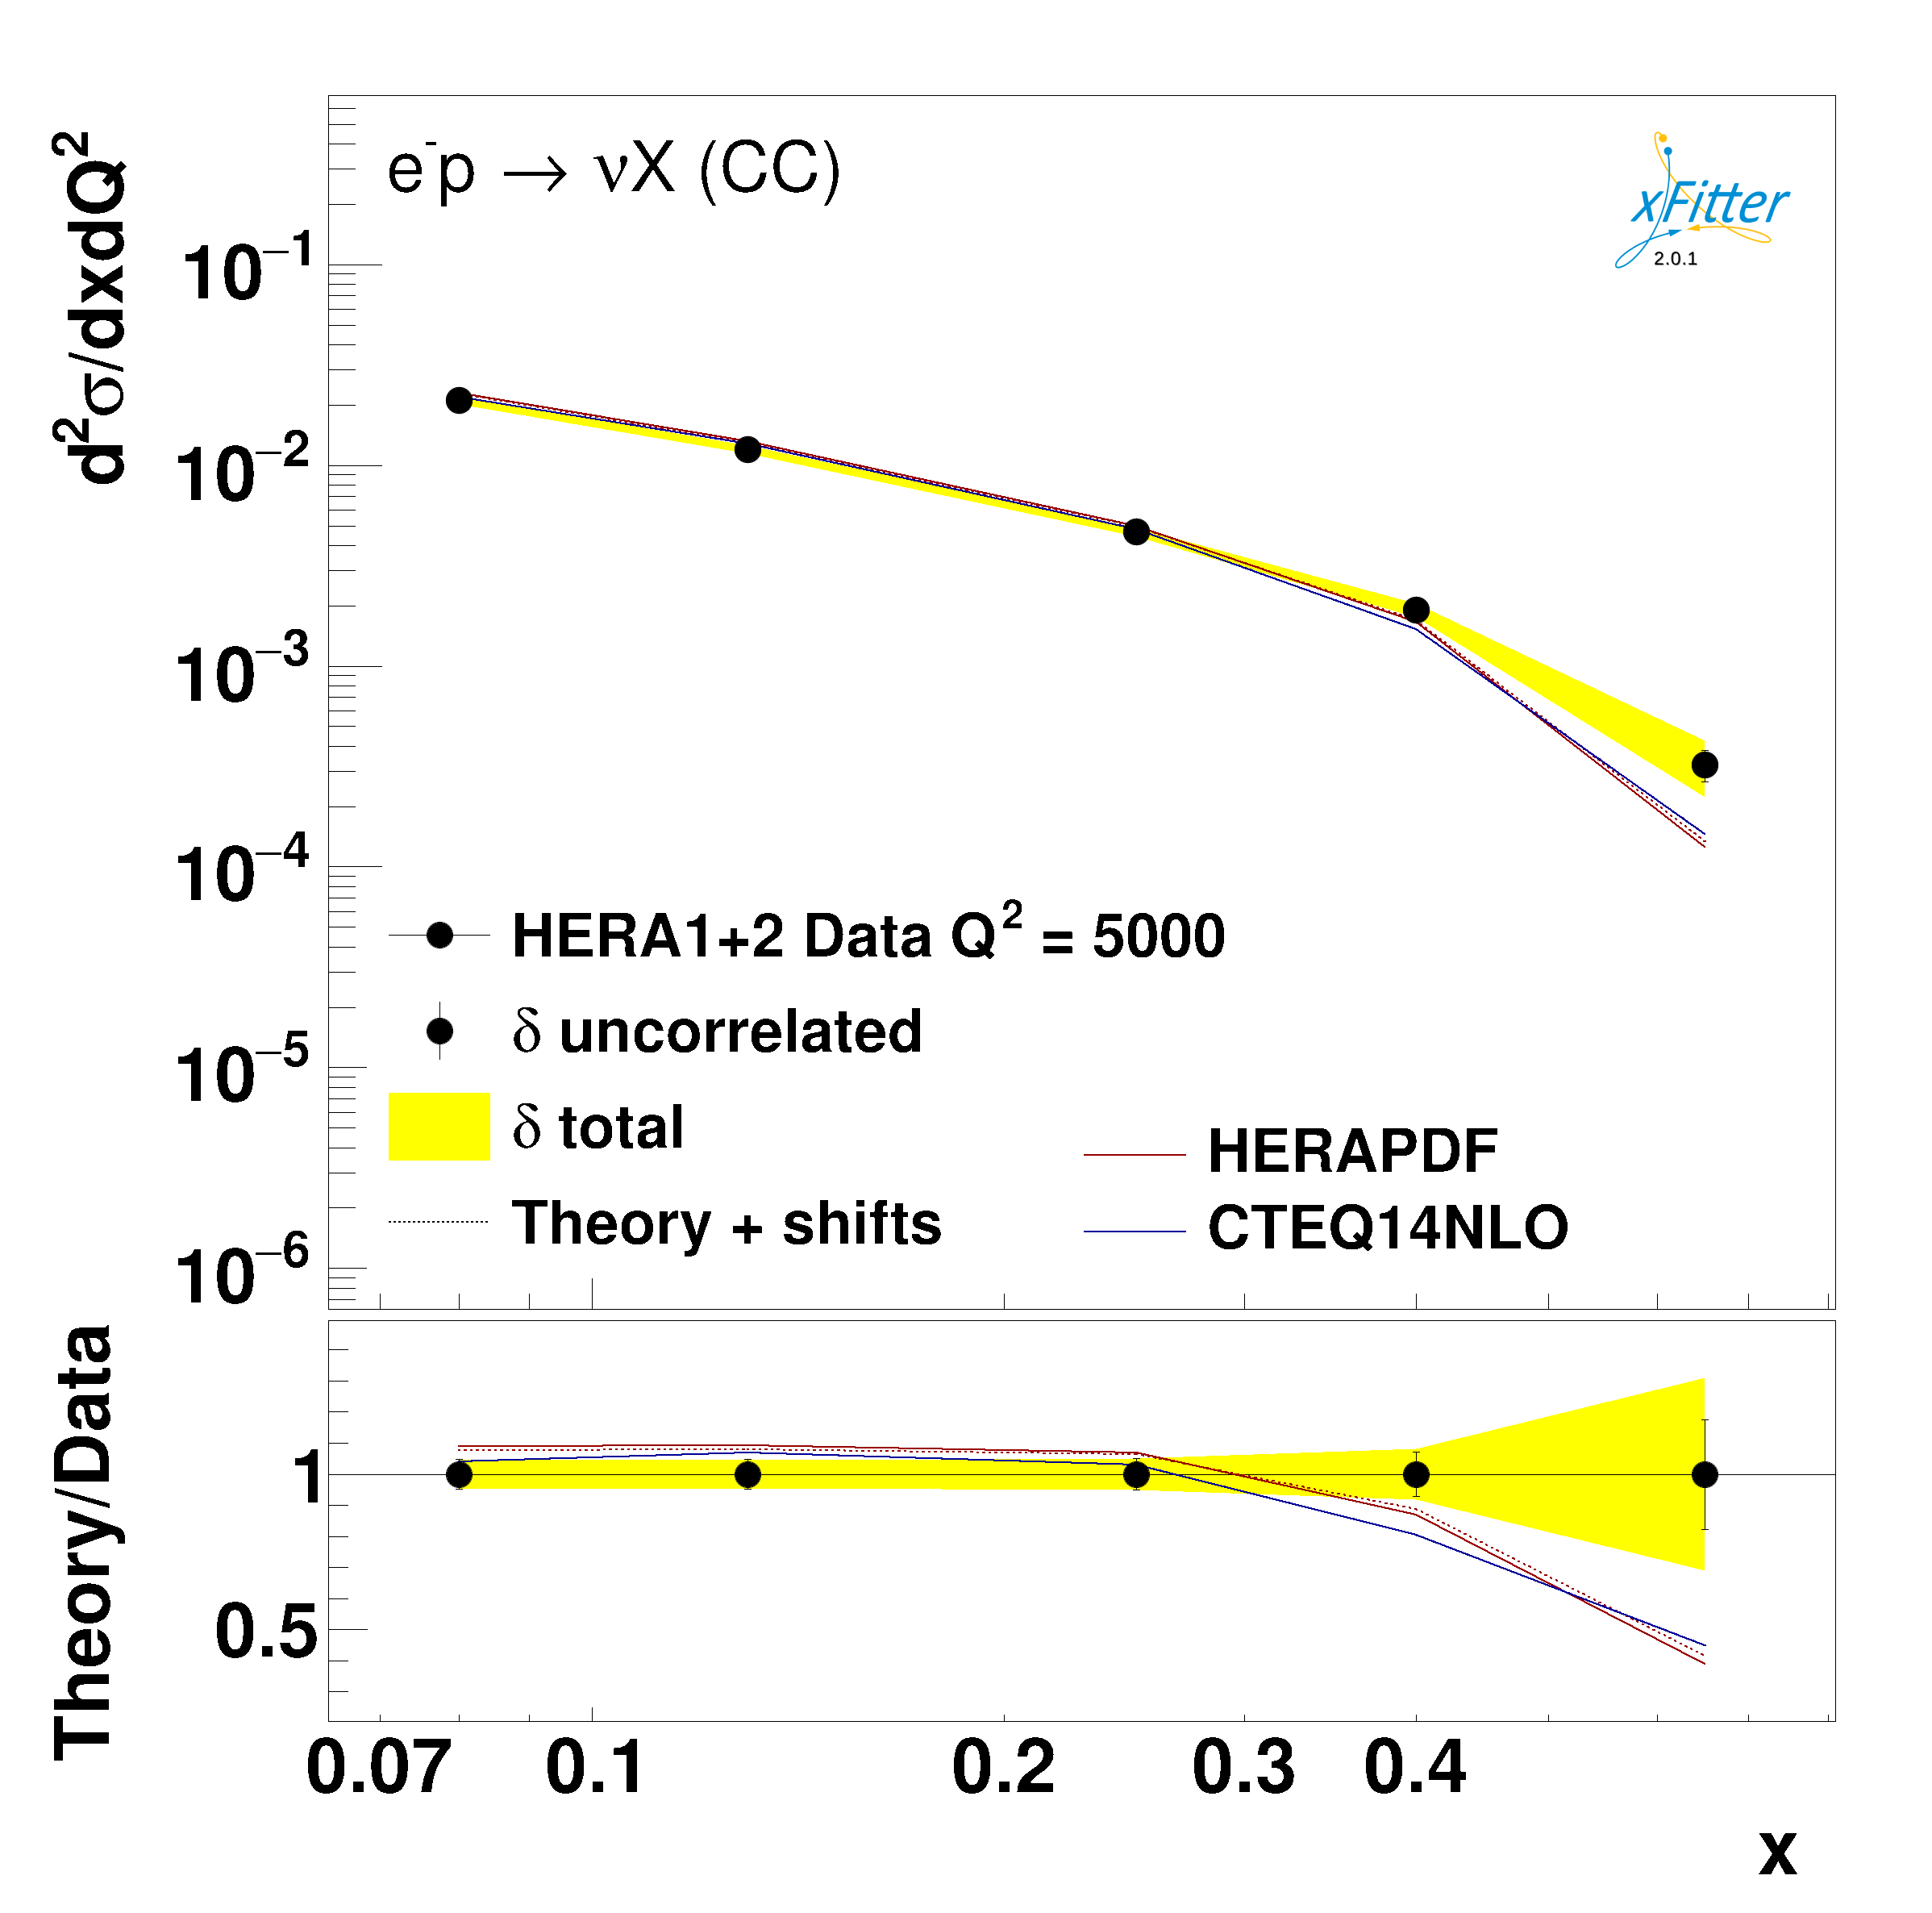 e⁻p → νX (CC)
xFitter
2.0.1
d²σ/dxdQ²
10⁻¹
10⁻²
10⁻³
10⁻⁴
10⁻⁵
10⁻⁶
HERA1+2 Data Q² = 5000
δ uncorrelated
δ total
Theory + shifts
HERAPDF
CTEQ14NLO
Theory/Data
1
0.5
0.07 0.1 0.2 0.3 0.4
x